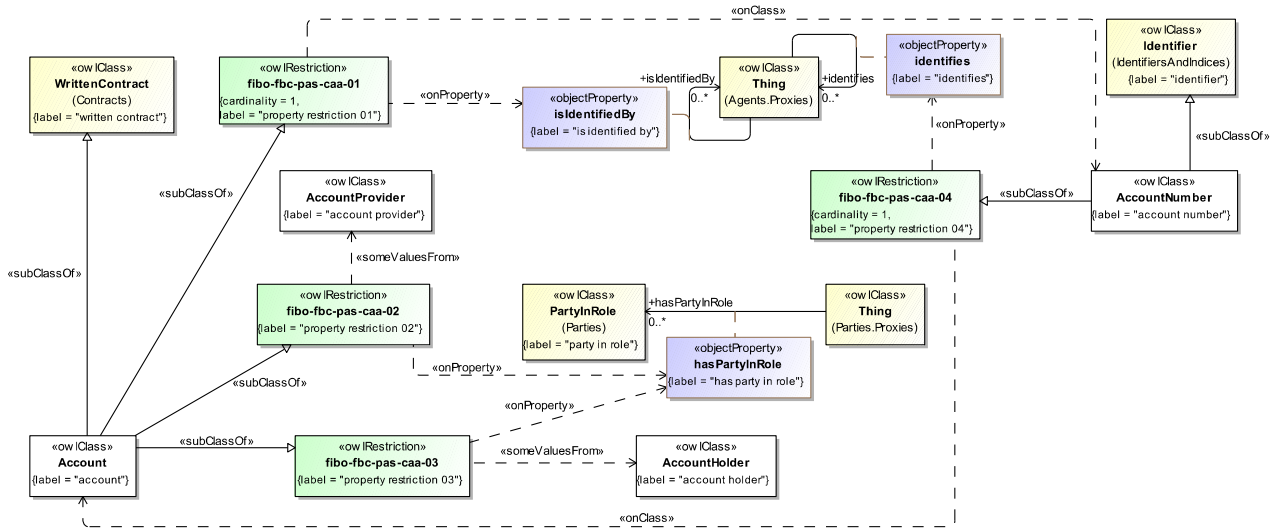 «onClass»
«owlClass»
WrittenContract
(Contracts)
{label = "written contract"}
«owlRestriction»
fibo-fbc-pas-caa-01
{cardinality = 1,
label = "property restriction 01"}
«onProperty»
«objectProperty»
isIdentifiedBy
{label = "is identified by"}
+isIdentifiedBy
0..*
«owlClass»
Thing
(Agents.Proxies)
+identifies
0..*
«objectProperty»
identifies
{label = "identifies"}
«owlClass»
Identifier
(IdentifiersAndIndices)
{label = "identifier"}
«onProperty»
«subClassOf»
«subClassOf»
«owlClass»
AccountProvider
{label = "account provider"}
«owlRestriction»
fibo-fbc-pas-caa-04
{cardinality = 1,
label = "property restriction 04"}
«subClassOf»
«owlClass»
AccountNumber
{label = "account number"}
«subClassOf»
«someValuesFrom»
«owlRestriction»
fibo-fbc-pas-caa-02
{label = "property restriction 02"}
«owlClass»
PartyInRole
(Parties)
{label = "party in role"}
+hasPartyInRole
0..*
«owlClass»
Thing
(Parties.Proxies)
«objectProperty»
hasPartyInRole
{label = "has party in role"}
«onProperty»
«subClassOf»
«onProperty»
«owlClass»
Account
{label = "account"}
«subClassOf»
«owlRestriction»
fibo-fbc-pas-caa-03
{label = "property restriction 03"}
«someValuesFrom»
«owlClass»
AccountHolder
{label = "account holder"}
«onClass»